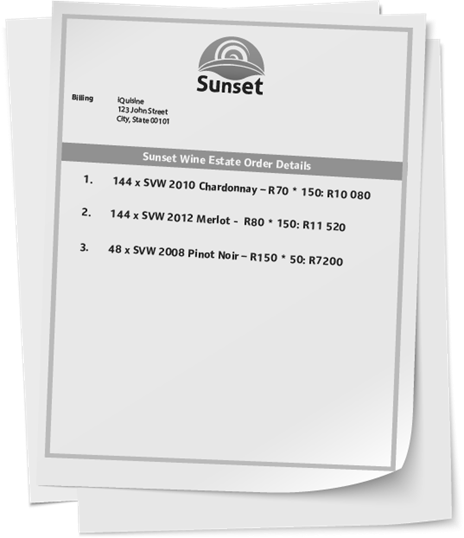 Sunset
Billing iQuisine
123 John Street
City, State 00101
Sunset Wine Estate Order Details
1. 144 x SVW 2010 Chardonnay – R70 * 150: R10 080
2. 144 x SVW 2012 Merlot - R80 * 150: R11 520
3. 48 x SVW 2008 Pinot Noir – R150 * 50: R7200